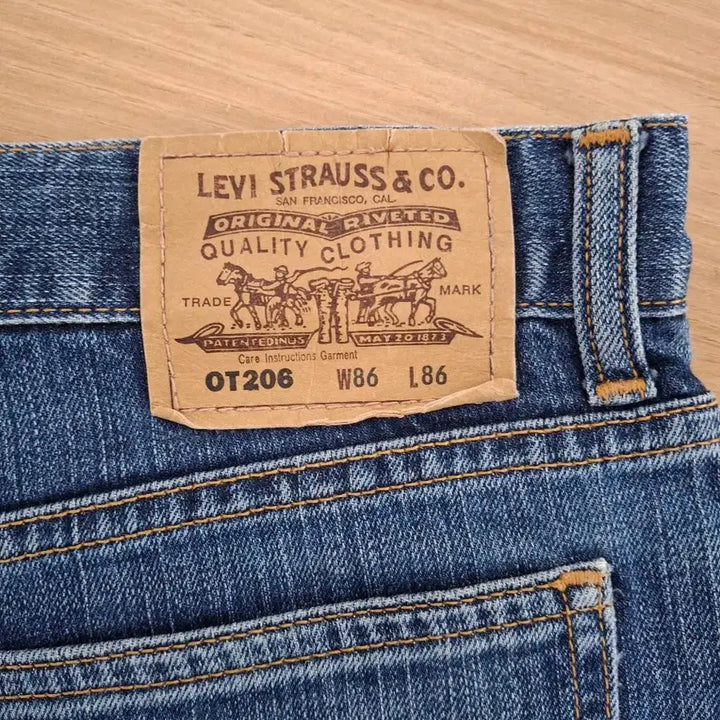 LEVI STRAUSS & CO.
SAN FRANCISCO, CAL.
ORIGINAL RIVETED
QUALITY CLOTHING
TRADE MARK
PATENTED IN U S MAY 20 1873
Care Instructions Garment
OT206 W86 L86